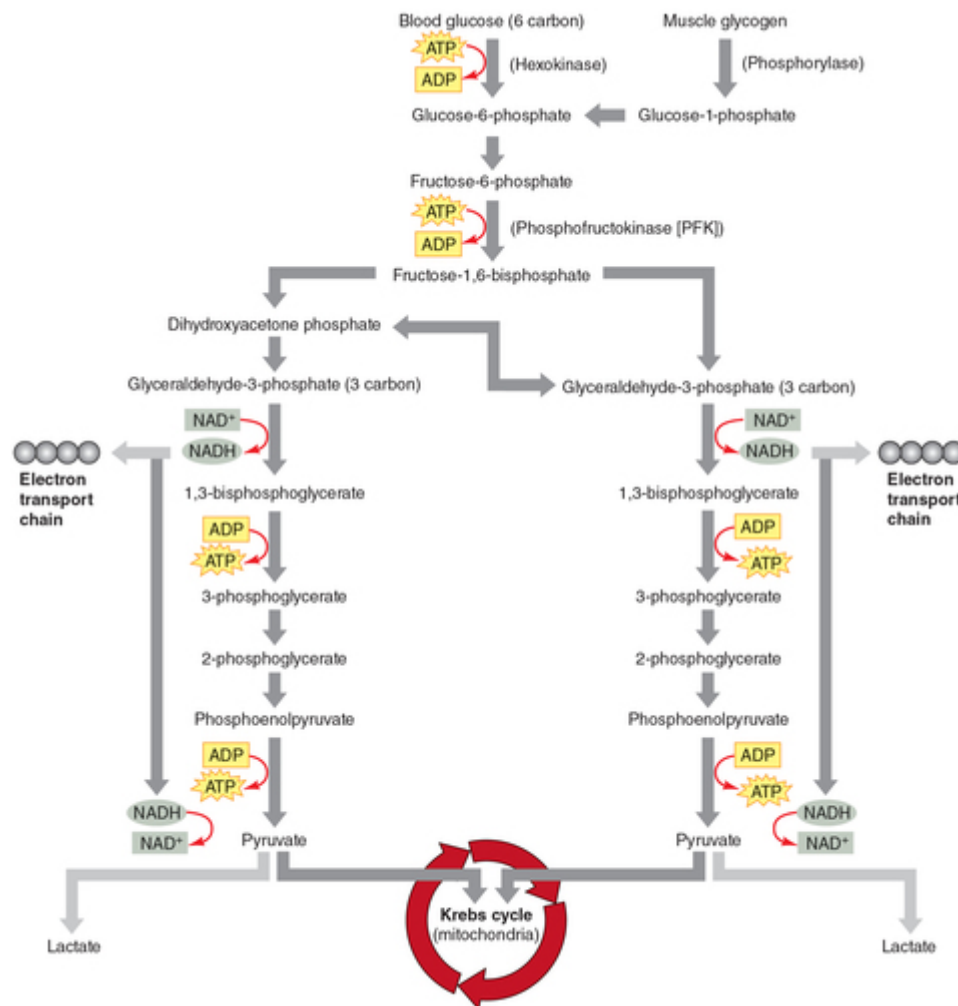 Blood glucose (6 carbon)
Muscle glycogen
ATP
ADP
(Hexokinase)
(Phosphorylase)
Glucose-6-phosphate
Glucose-1-phosphate
Fructose-6-phosphate
ATP
ADP
(Phosphofructokinase [PFK])
Fructose-1,6-bisphosphate
Dihydroxyacetone phosphate
Glyceraldehyde-3-phosphate (3 carbon)
Glyceraldehyde-3-phosphate (3 carbon)
NAD+
NADH
NAD+
NADH
Electron
transport
chain
Electron
transport
chain
1,3-bisphosphoglycerate
1,3-bisphosphoglycerate
ADP
ATP
ADP
ATP
3-phosphoglycerate
3-phosphoglycerate
2-phosphoglycerate
2-phosphoglycerate
Phosphoenolpyruvate
Phosphoenolpyruvate
ADP
ATP
ADP
ATP
NADH
NAD+
NADH
NAD+
Pyruvate
Pyruvate
Krebs cycle
(mitochondria)
Lactate
Lactate